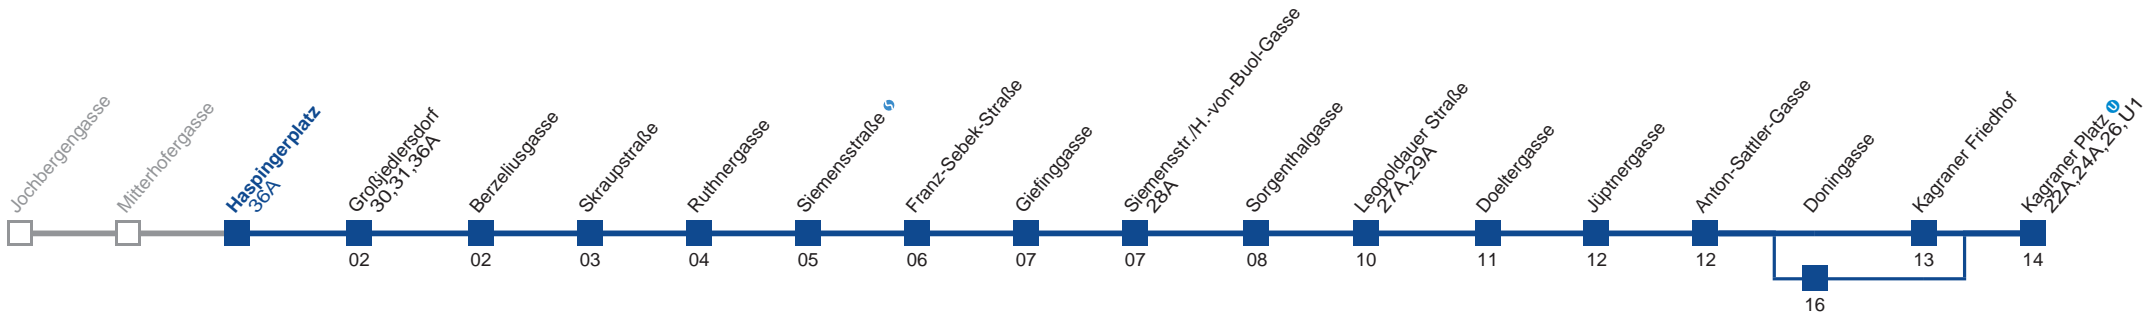 Jochbergengasse
Mitterhofergasse
Haspingerplatz
36A
Großjedlersdorf
30,31,36A
Berzeliusgasse
Skraupstraße
Ruthnergasse
Siemensstraße S
Franz-Sebek-Straße
Giefinggasse
Siemensstr./H.-von-Buol-Gasse
28A
Sorgenthalgasse
Leopoldauer Straße
27A,29A
Doeltergasse
Jüptnergasse
Anton-Sattler-Gasse
Doningasse
Kagraner Friedhof
Kagraner Platz U
22A,24A,26,U1
02 02 03 04 05 06 07 07 08 10 11 12 12 13 14
16